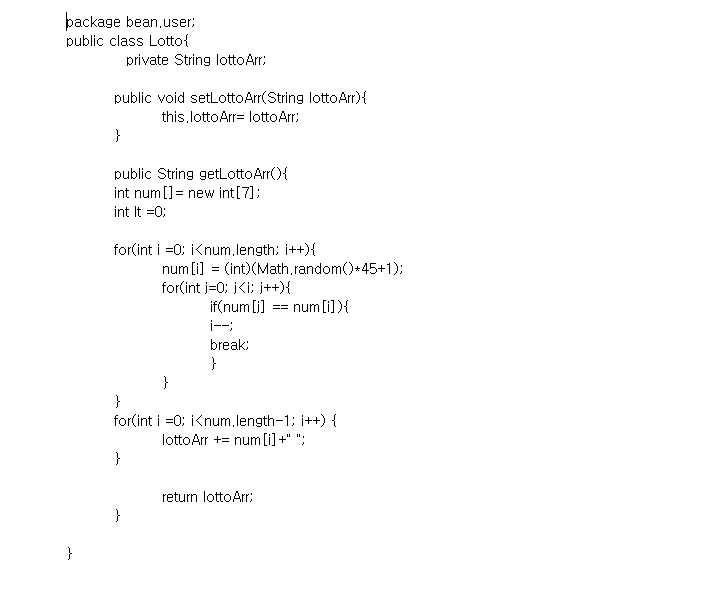 package bean.user;
public class Lotto{
private String lottoArr;
public void setLottoArr(String lottoArr){
this.lottoArr= lottoArr;
}
public String getLottoArr(){
int num[]= new int[7];
int lt =0;
for(int i =0; i<num.length; i++){
num[i] = (int)(Math.random()*45+1);
for(int j=0; j<i; j++){
if(num[j] == num[i]){
i--;
break;
}
}
}
for(int i =0; i<num.length-1; i++) {
lottoArr += num[i]+" ";
}
return lottoArr;
}
}